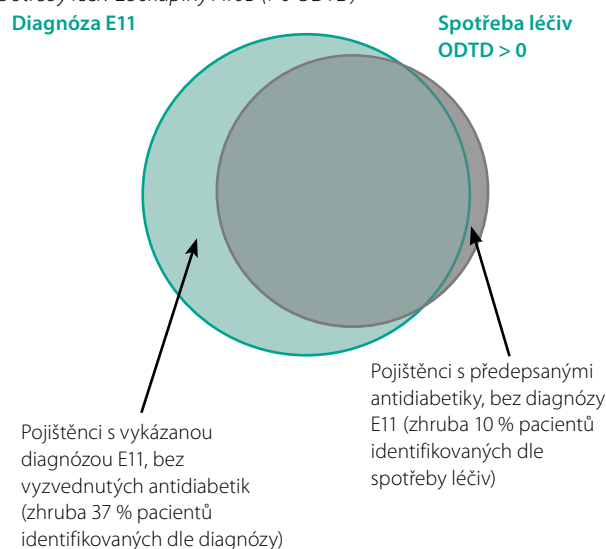 Diagnóza E11
Spotřeba léčiv
ODTD > 0
Pojištěnci s předepsanými
antidiabetiky, bez diagnózy
E11 (zhruba 10 % pacientů
identifikovaných dle
spotřeby léčiv)
Pojištěnci s vykázanou
diagnózou E11, bez
vyzvednutých antidiabetik
(zhruba 37 % pacientů
identifikovaných dle diagnózy)